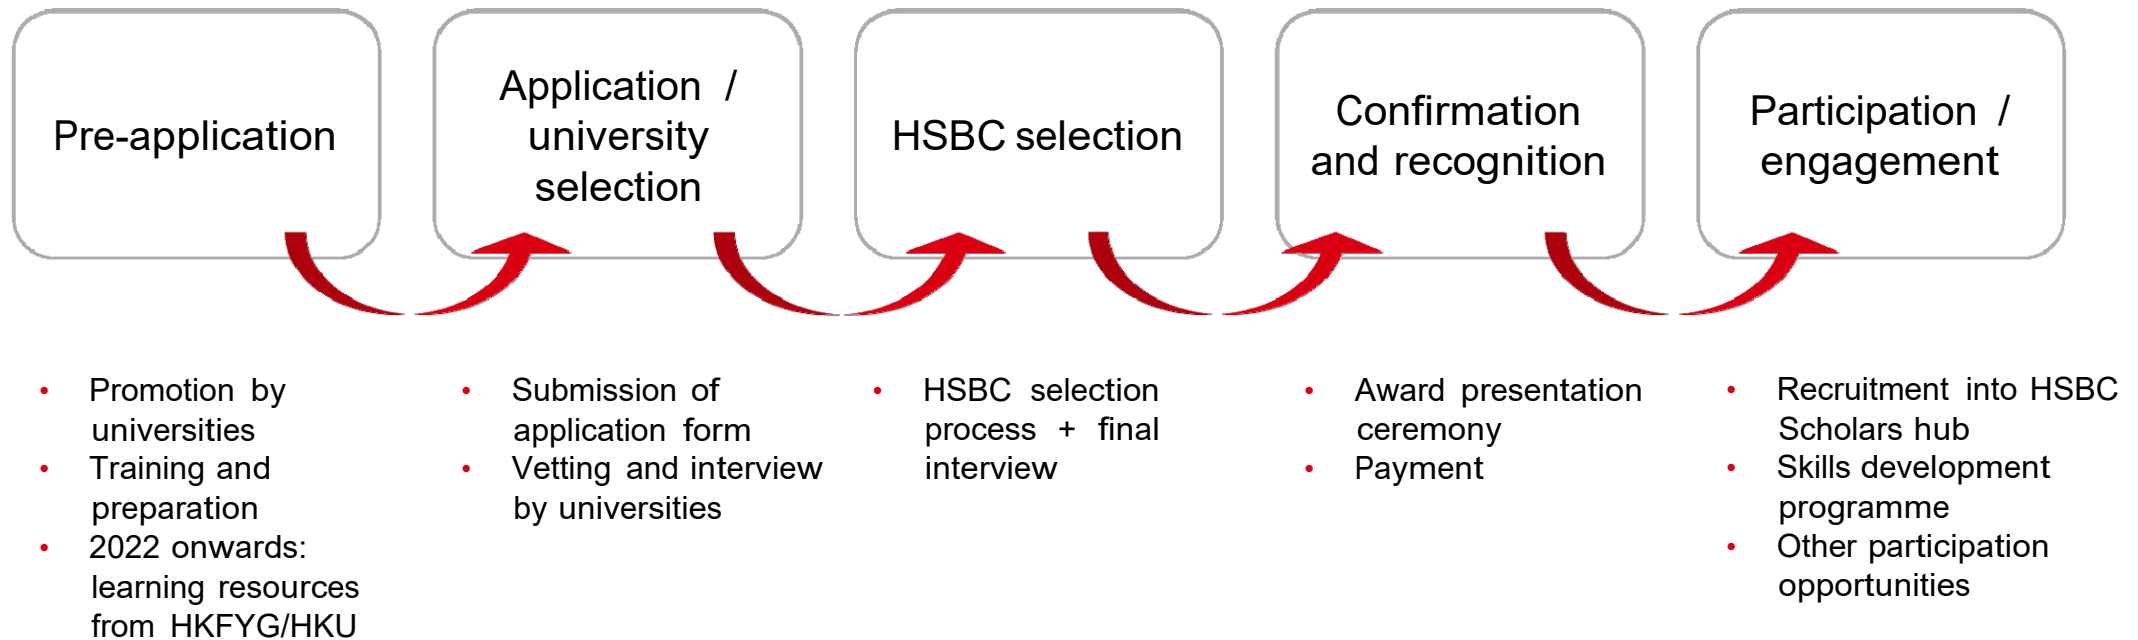 Pre-application
Application /
university
selection
HSBC selection
Confirmation
and recognition
Participation /
engagement
• Promotion by
universities
• Training and
preparation
• 2022 onwards:
learning resources
from HKFYG/HKU
• Submission of
application form
• Vetting and interview
by universities
• HSBC selection
process + final
interview
• Award presentation
ceremony
• Payment
• Recruitment into HSBC
Scholars hub
• Skills development
programme
• Other participation
opportunities